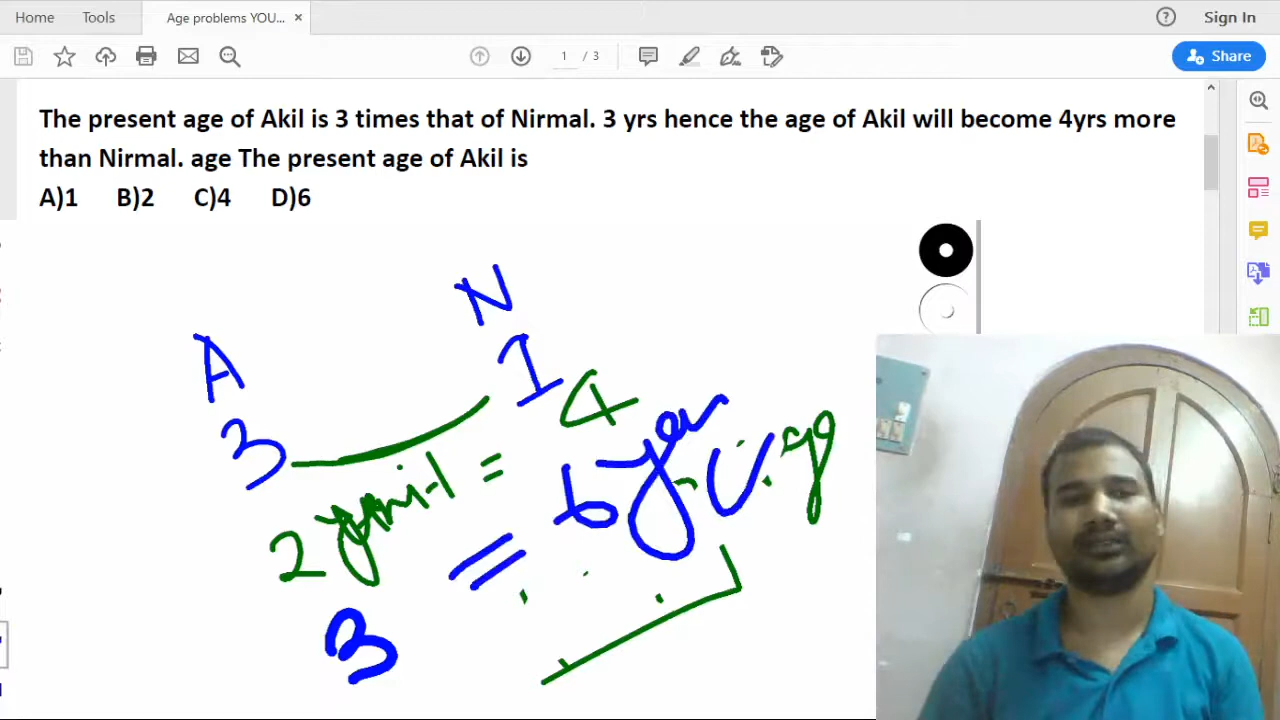 Home Tools Age problems YOU... × Sign In
1 / 3 Share
The present age of Akil is 3 times that of Nirmal. 3 yrs hence the age of Akil will become 4yrs more
than Nirmal. age The present age of Akil is
A)1 B)2 C)4 D)6
N
A 1
3 4
2 =
3 = 6